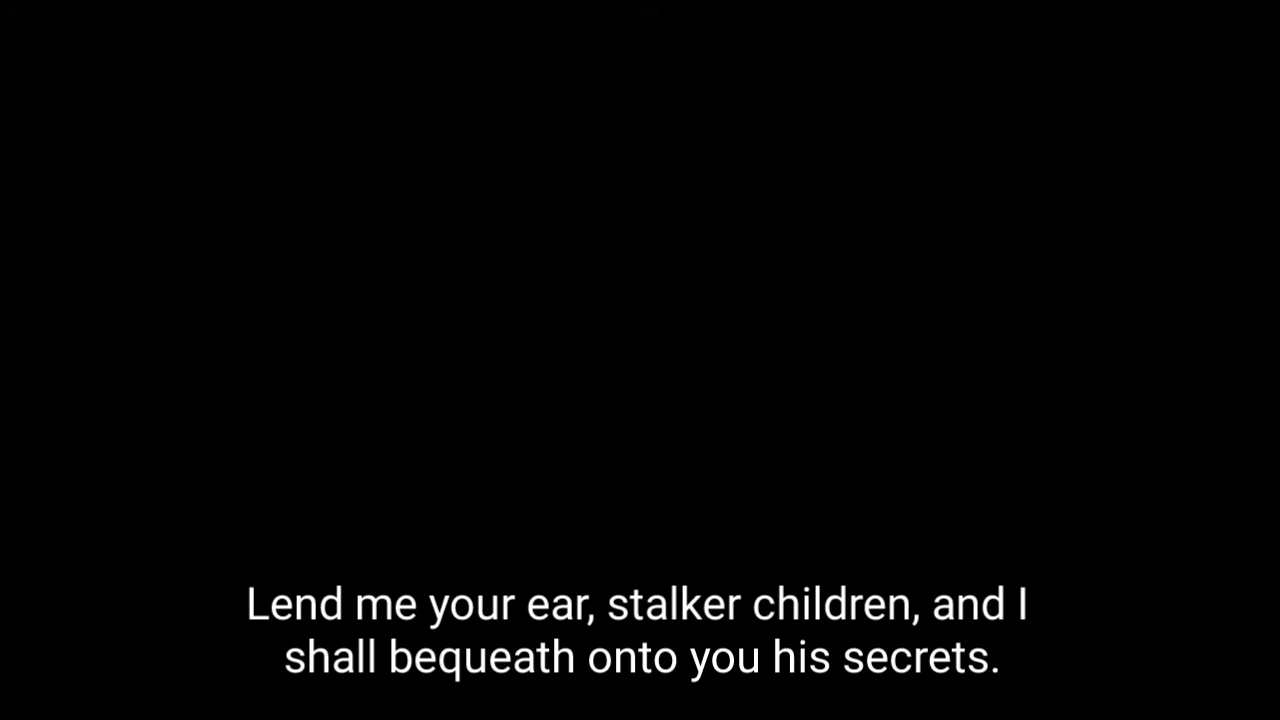 Lend me your ear, stalker children, and I
shall bequeath onto you his secrets.